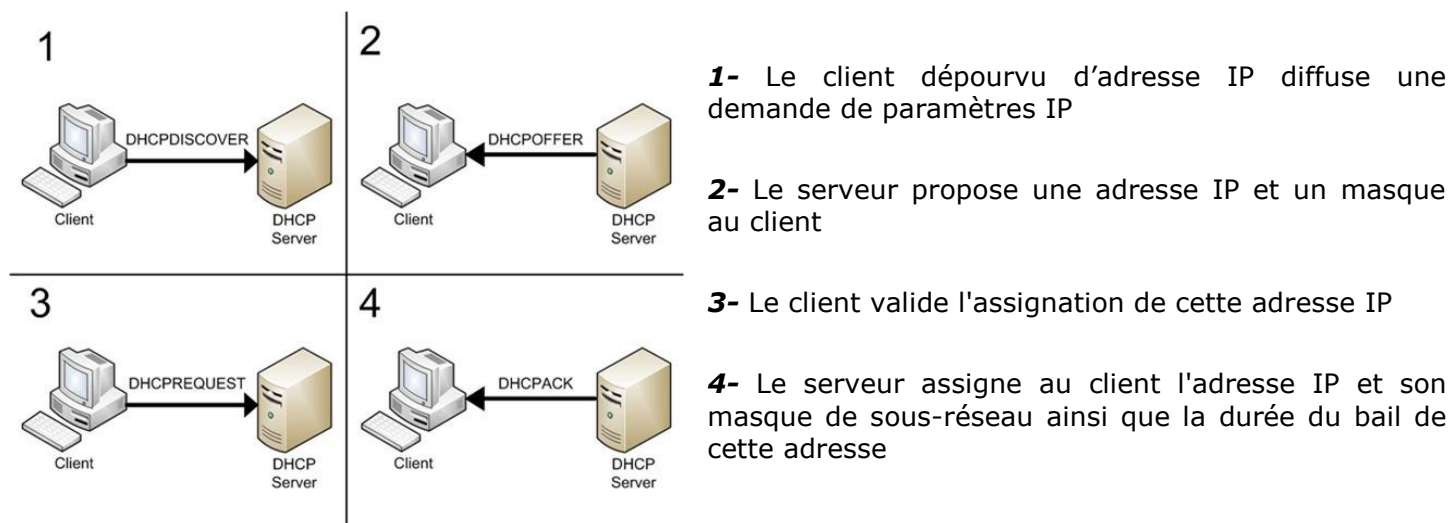 1
DHCPDISCOVER
Client
DHCP
Server
2
DHCPOFFER
Client
DHCP
Server
3
DHCPREQUEST
Client
DHCP
Server
4
DHCPACK
Client
DHCP
Server
1- Le client dépourvu d’adresse IP diffuse une
demande de paramètres IP
2- Le serveur propose une adresse IP et un masque
au client
3- Le client valide l'assignation de cette adresse IP
4- Le serveur assigne au client l'adresse IP et son
masque de sous-réseau ainsi que la durée du bail de
cette adresse